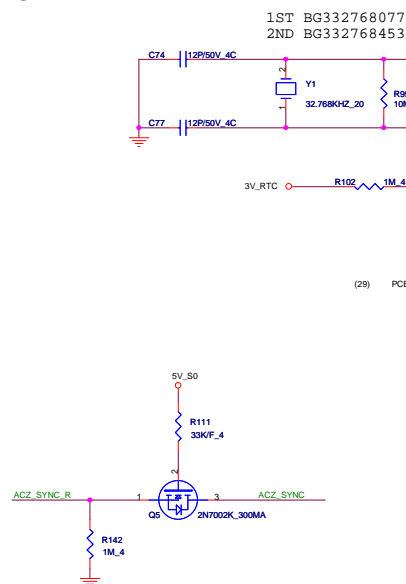 1ST BG332768077
2ND BG332768453
C74 12P/50V_4C
2
Y1
1
32.768KHZ_20
C77 12P/50V_4C
3V_RTC
R102 1M_4
(29)
5V_S0
R111
33K/F_4
2
ACZ_SYNC_R 1 3 ACZ_SYNC
Q5 2N7002K_300MA
R142
1M_4